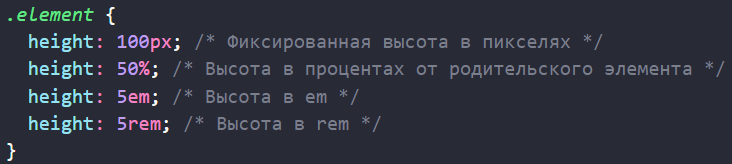 .element {
  height: 100px; /* Фиксированная высота в пикселях */
  height: 50%; /* Высота в процентах от родительского элемента */
  height: 5em; /* Высота в em */
  height: 5rem; /* Высота в rem */
}